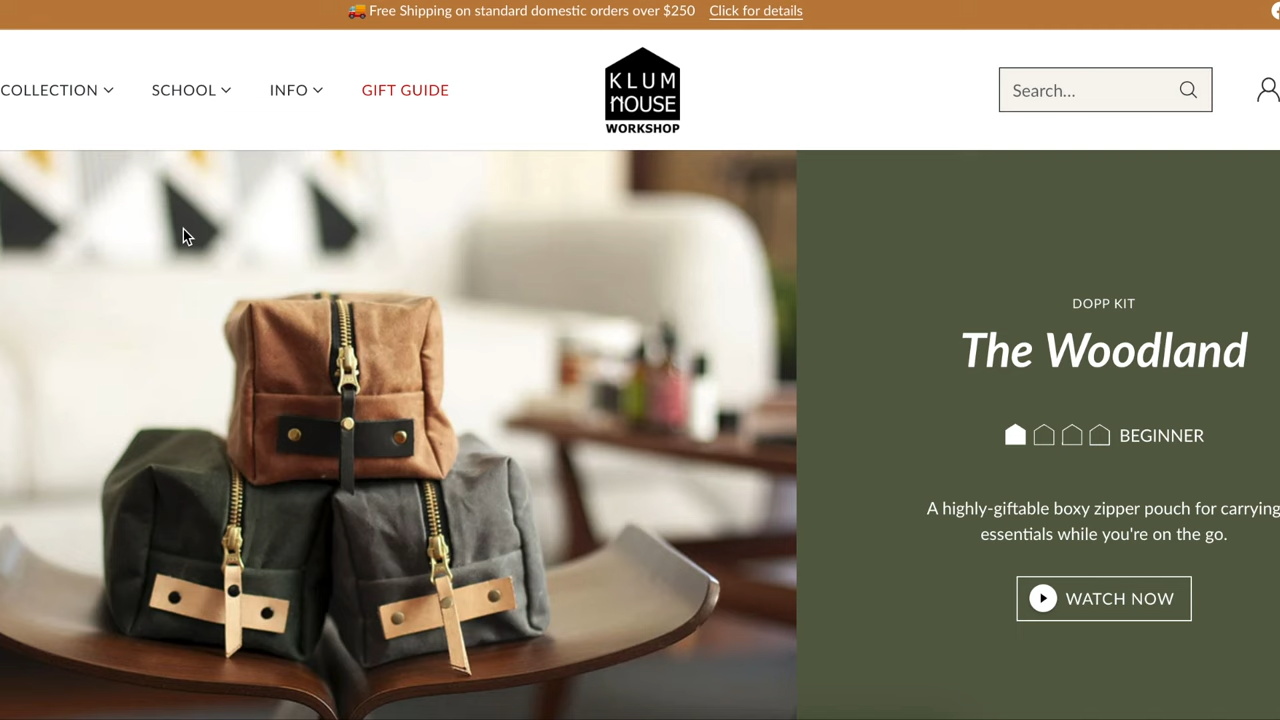 🚚 Free Shipping on standard domestic orders over $250 Click for details
COLLECTION SCHOOL INFO GIFT GUIDE
KLUM
HOUSE
WORKSHOP
Search...
DOPP KIT
The Woodland
BEGINNER
A highly-giftable boxy zipper pouch for carrying
essentials while you're on the go.
WATCH NOW